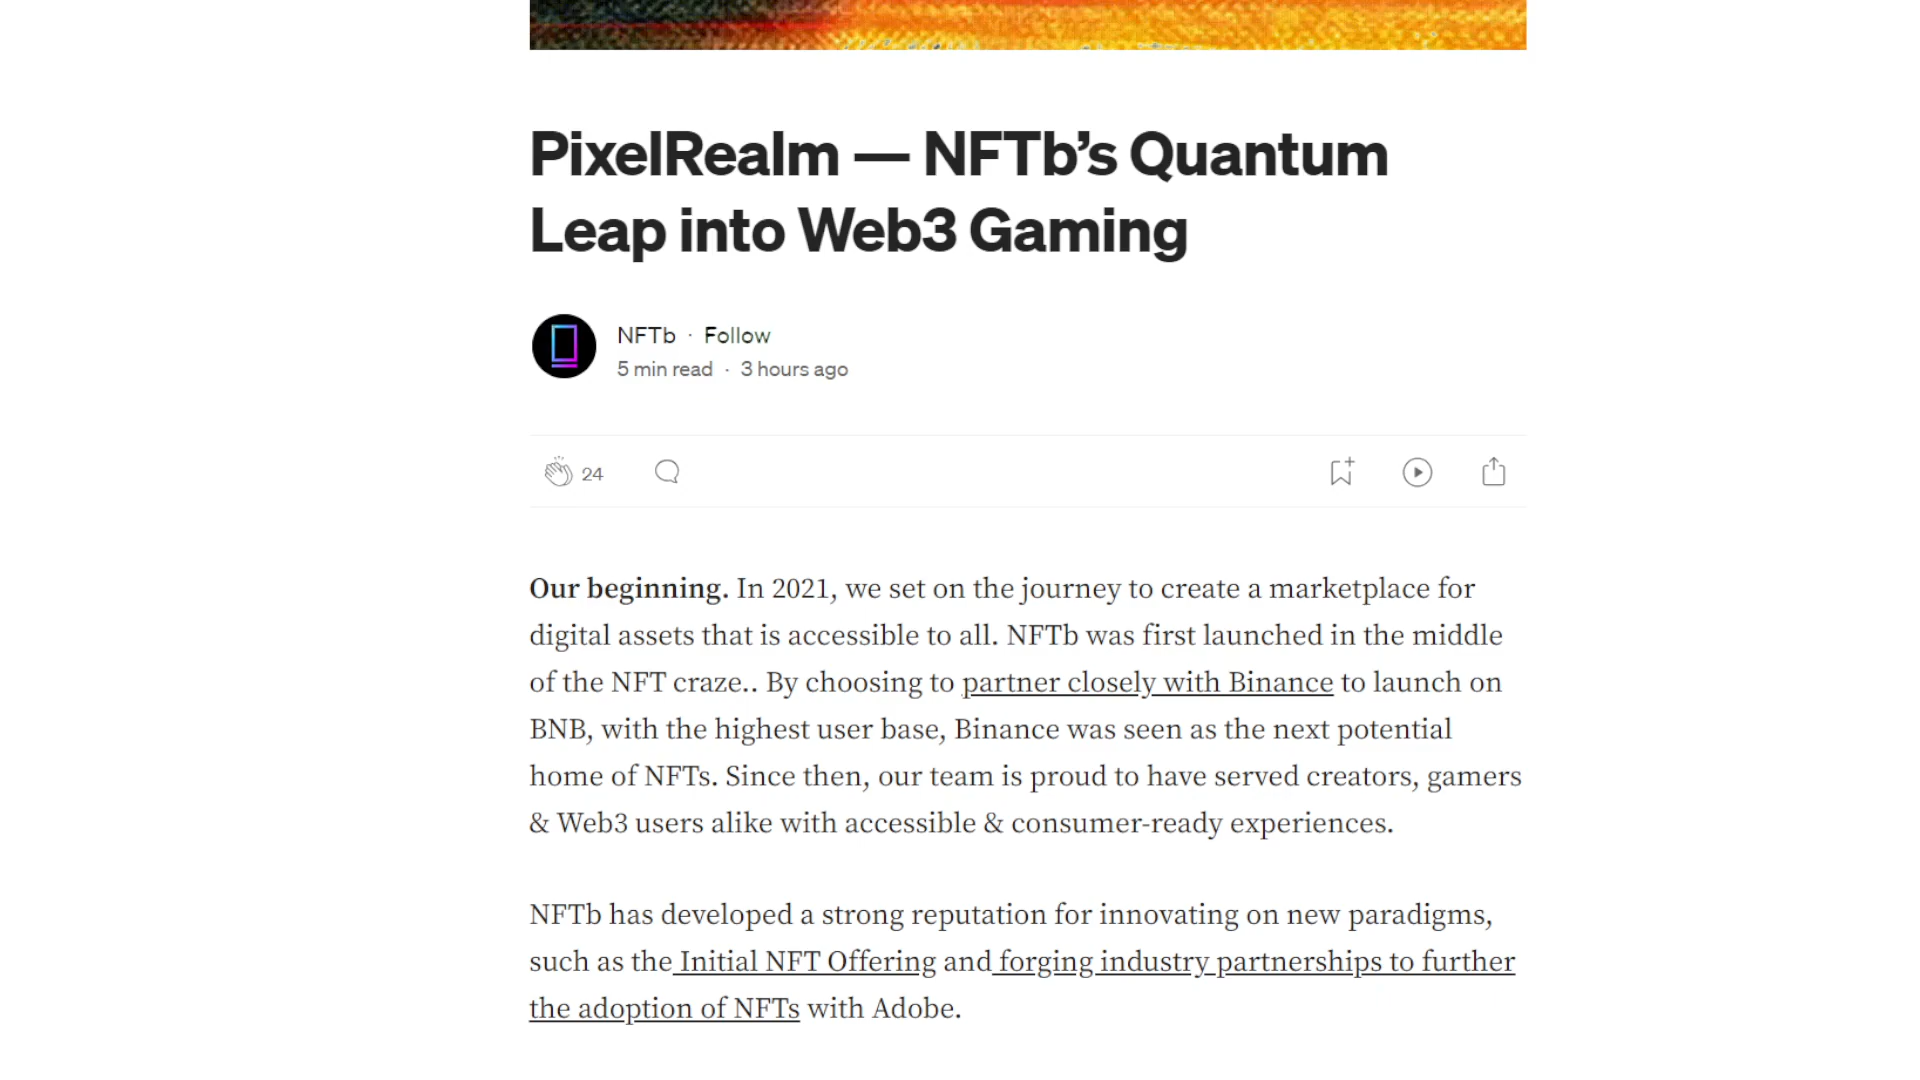 PixelRealm — NFTb’s Quantum
Leap into Web3 Gaming
NFTb · Follow
5 min read · 3 hours ago
24
Our beginning. In 2021, we set on the journey to create a marketplace for
digital assets that is accessible to all. NFTb was first launched in the middle
of the NFT craze.. By choosing to partner closely with Binance to launch on
BNB, with the highest user base, Binance was seen as the next potential
home of NFTs. Since then, our team is proud to have served creators, gamers
& Web3 users alike with accessible & consumer-ready experiences.
NFTb has developed a strong reputation for innovating on new paradigms,
such as the Initial NFT Offering and forging industry partnerships to further
the adoption of NFTs with Adobe.